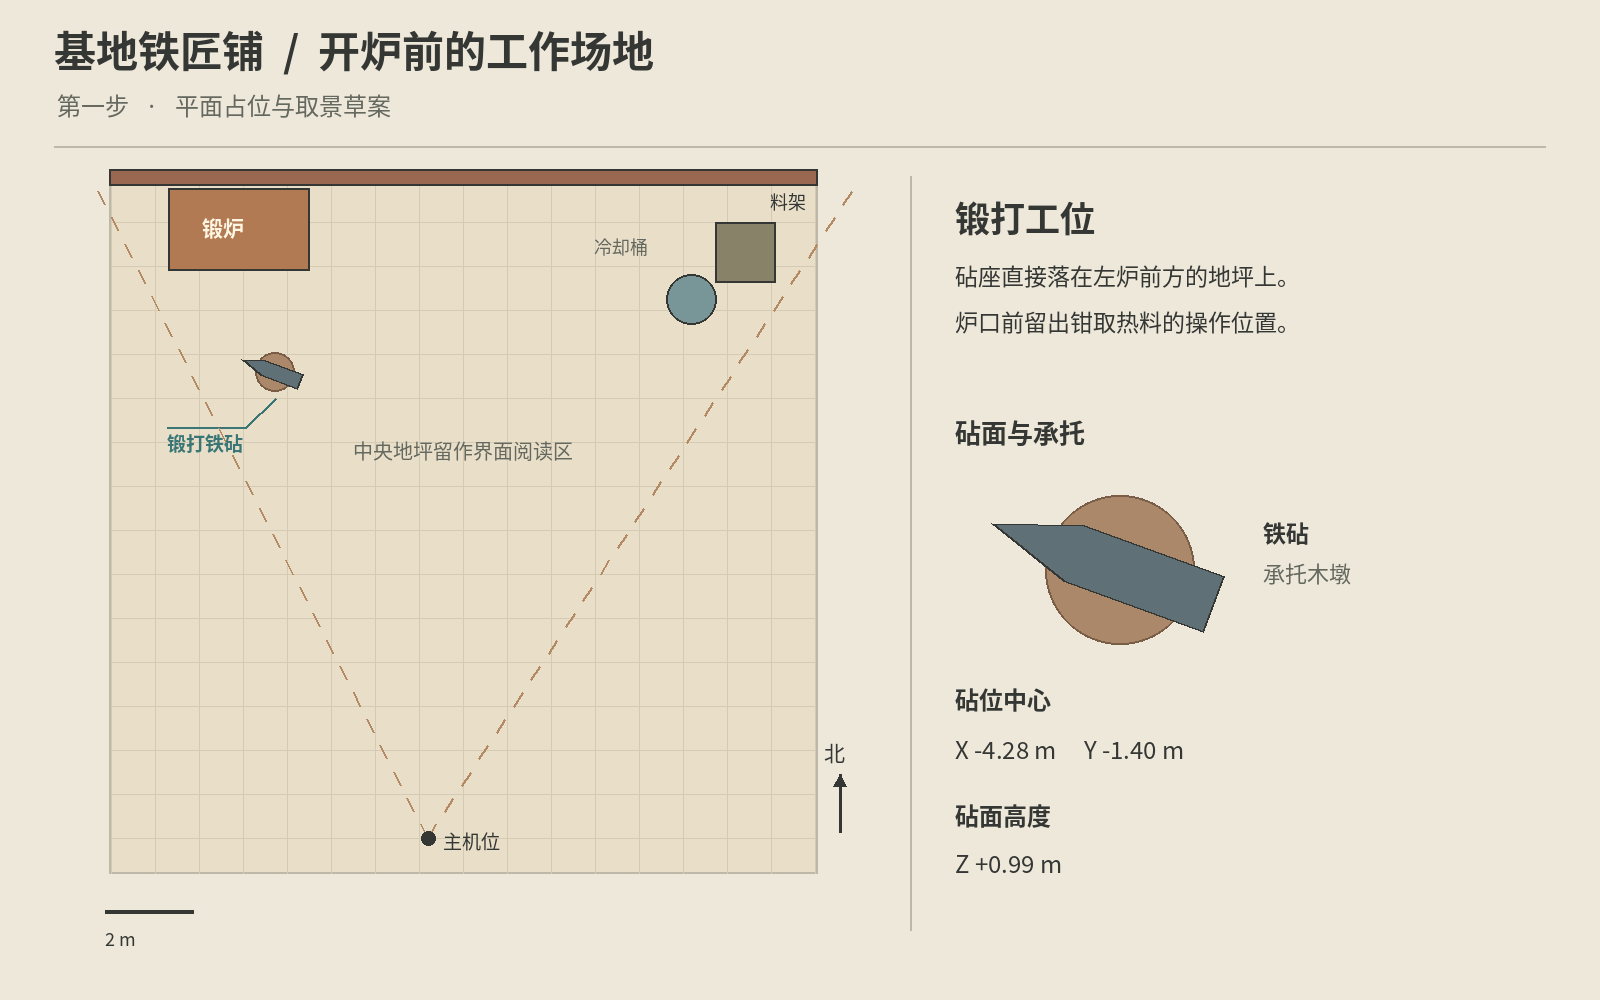 基地铁匠铺 / 开炉前的工作场地
第一步 · 平面占位与取景草案
料架
锻炉
冷却桶
锻打铁砧
中央地坪留作界面阅读区
北
主机位
2 m
锻打工位
砧座直接落在左炉前方的地坪上。
炉口前留出钳取热料的操作位置。
砧面与承托
铁砧
承托木墩
砧位中心
X -4.28 m Y -1.40 m
砧面高度
Z +0.99 m